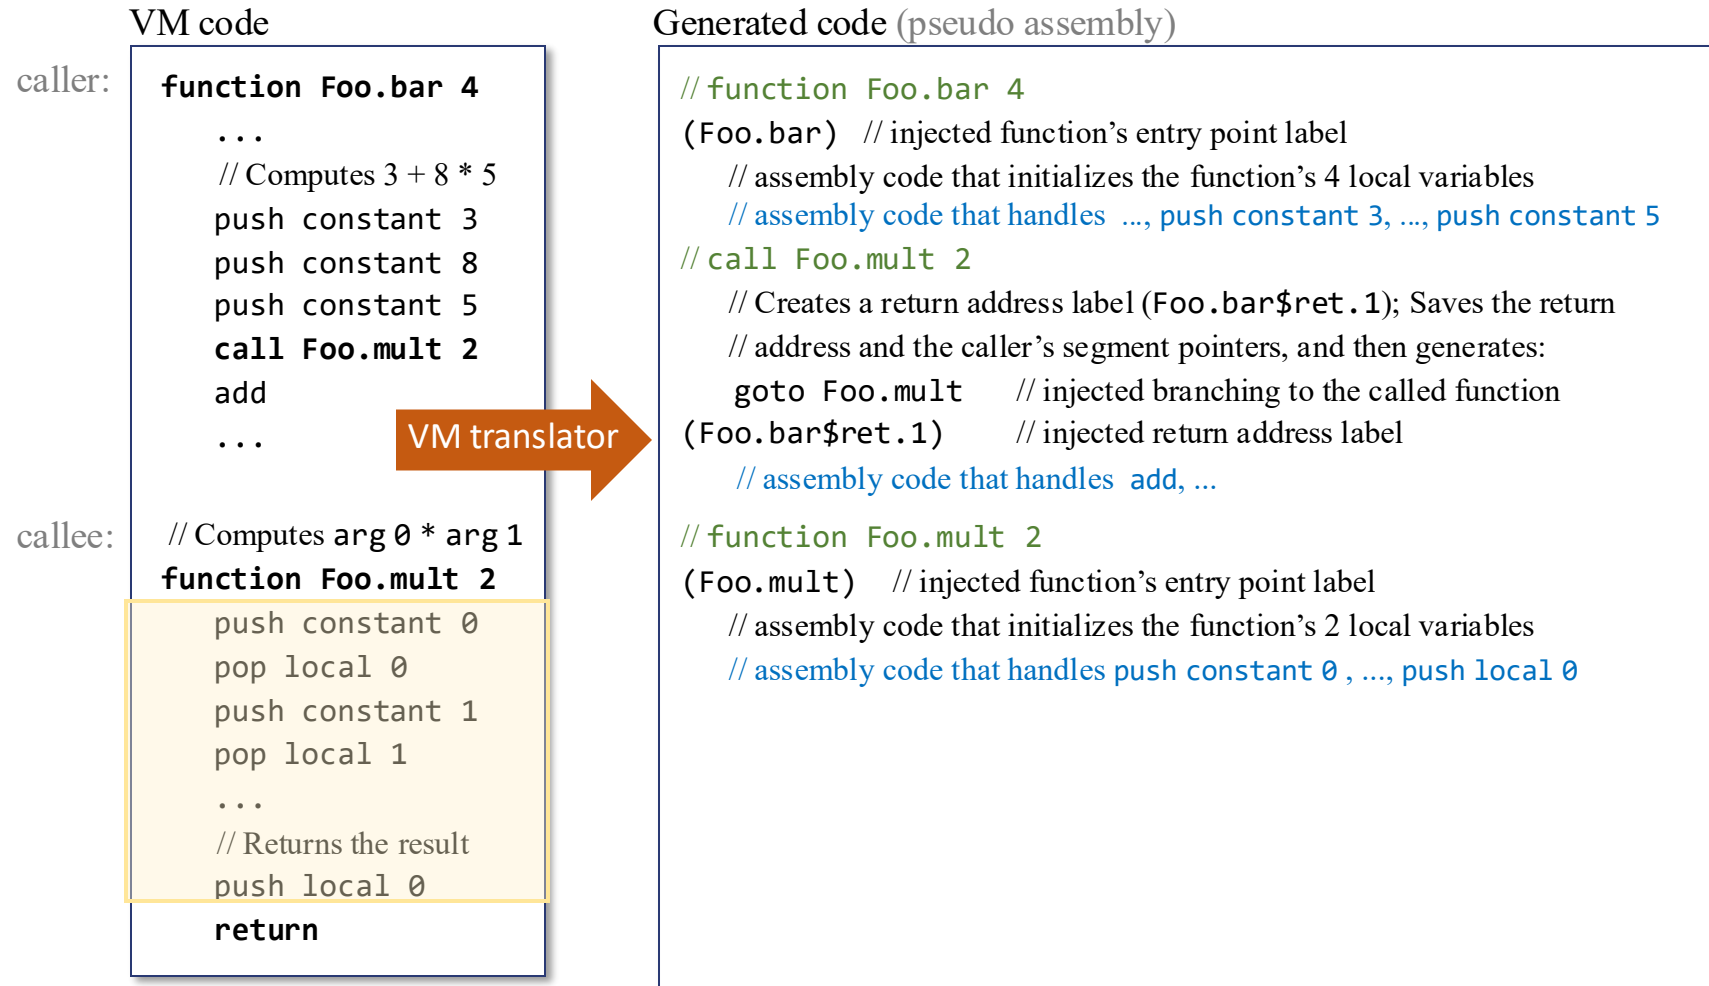 VM code
caller:
function Foo.bar 4
...
// Computes 3 + 8 * 5
push constant 3
push constant 8
push constant 5
call Foo.mult 2
add
...
callee:
// Computes arg 0 * arg 1
function Foo.mult 2
push constant 0
pop local 0
push constant 1
pop local 1
...
// Returns the result
push local 0
return
VM translator
Generated code (pseudo assembly)
// function Foo.bar 4
(Foo.bar) // injected function’s entry point label
// assembly code that initializes the function’s 4 local variables
// assembly code that handles ..., push constant 3, ..., push constant 5
// call Foo.mult 2
// Creates a return address label (Foo.bar$ret.1); Saves the return
// address and the caller’s segment pointers, and then generates:
goto Foo.mult // injected branching to the called function
(Foo.bar$ret.1) // injected return address label
// assembly code that handles add, ...
// function Foo.mult 2
(Foo.mult) // injected function’s entry point label
// assembly code that initializes the function’s 2 local variables
// assembly code that handles push constant 0 , ..., push local 0